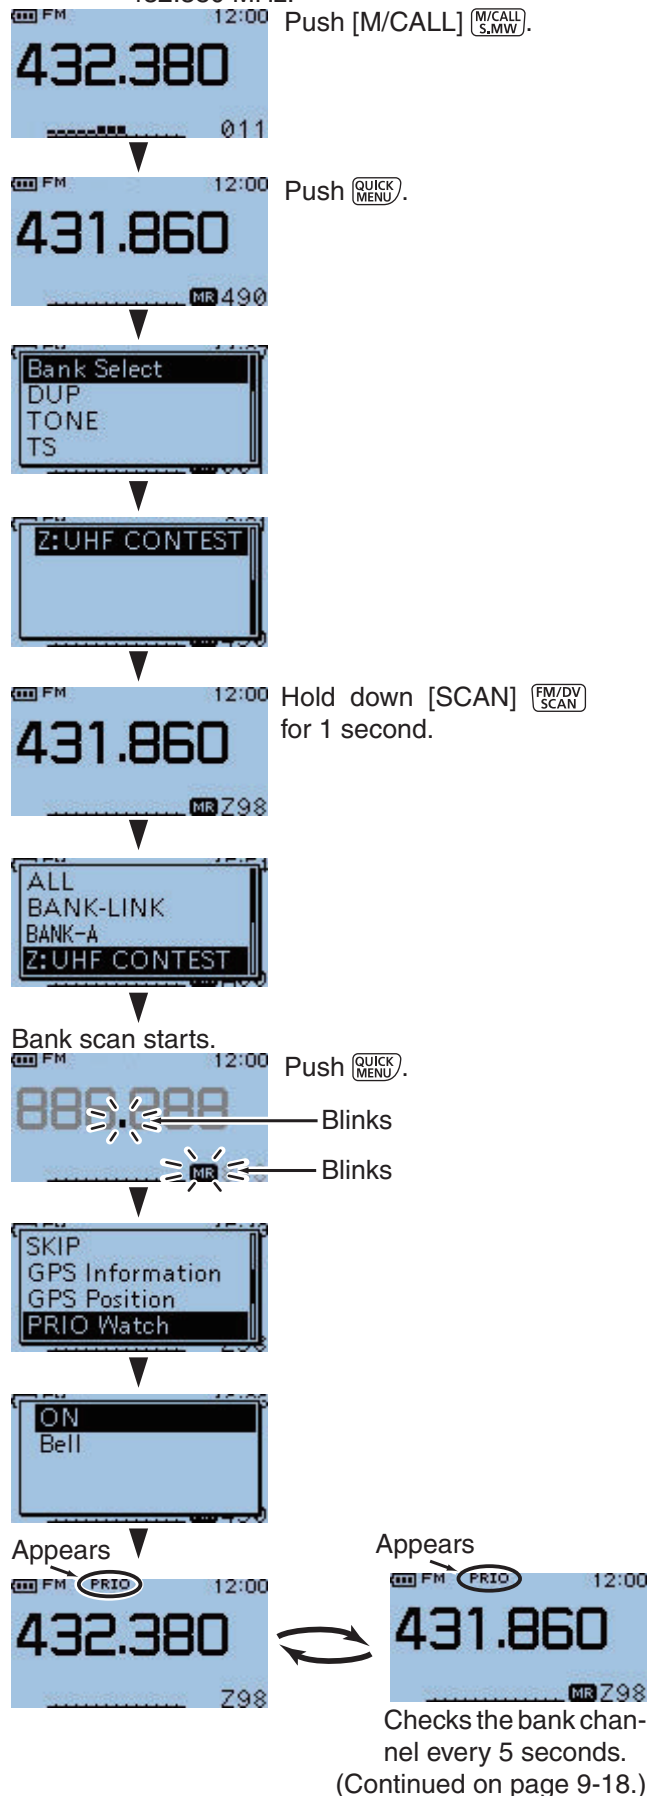 FM 12:00
432.380
011
Push [M/CALL] M/CALL S.MW.
FM 12:00
431.860
MR 490
Push QUICK MENU.
Bank Select
DUP
TONE
TS
Z:UHF CONTEST
FM 12:00
431.860
MR Z98
Hold down [SCAN] FM/DV SCAN
for 1 second.
ALL
BANK-LINK
BANK-A
Z:UHF CONTEST
Bank scan starts.
FM 12:00
Push QUICK MENU.
888.888
Blinks
MR
Blinks
SKIP
GPS Information
GPS Position
PRIO Watch
ON
Bell
Appears
FM PRIO 12:00
432.380
Z98
Appears
FM PRIO 12:00
431.860
MR Z98
Checks the bank chan-
nel every 5 seconds.
(Continued on page 9-18.)